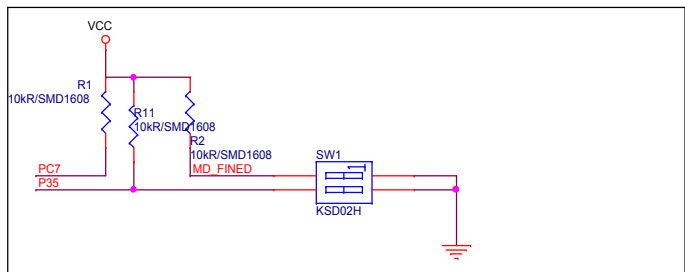 VCC
R1
10kR/SMD1608
R11
10kR/SMD1608
R2
10kR/SMD1608
PC7
MD_FINED
P35
SW1
KSD02H